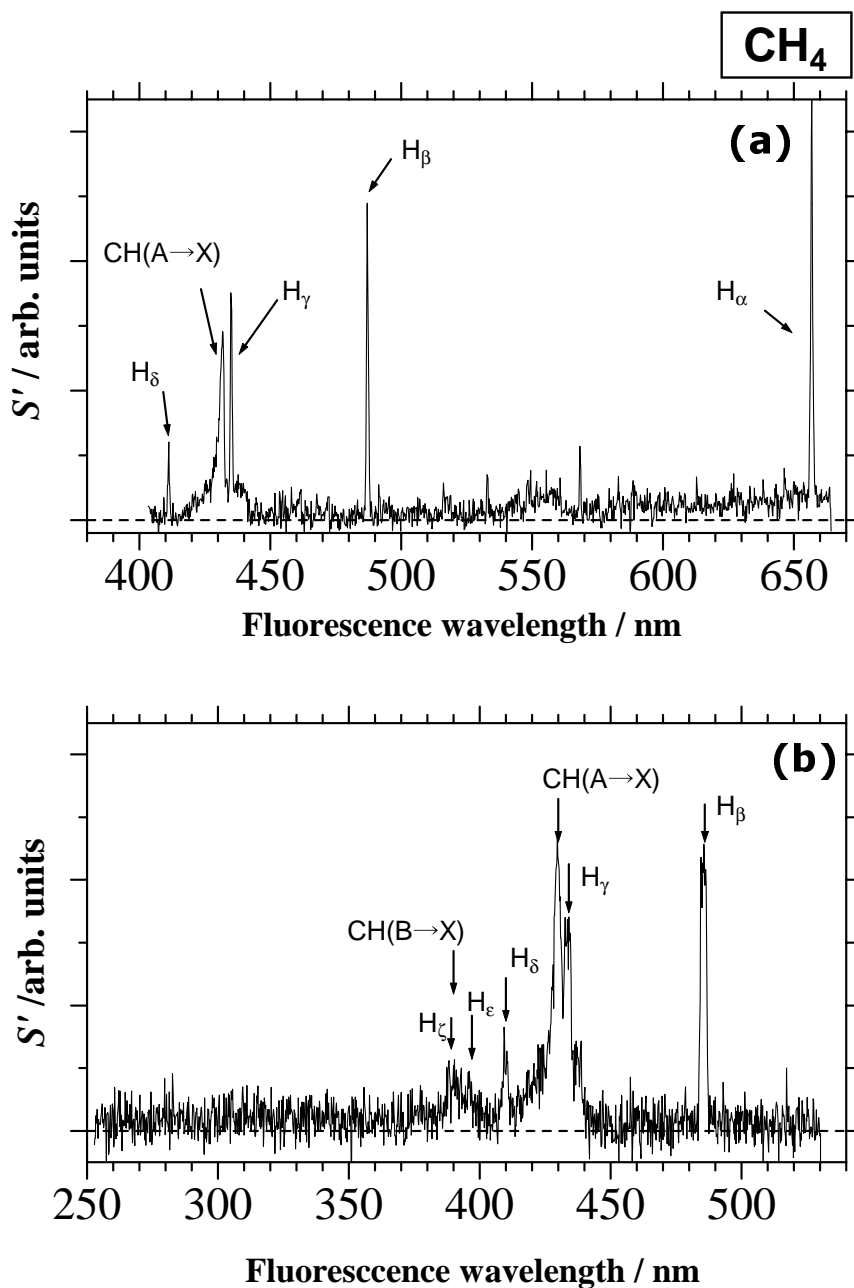 CH₄
(a)
Hβ
CH(A→X)
Hγ
Hα
Hδ
S' / arb. units
400 450 500 550 600 650
Fluorescence wavelength / nm
(b)
CH(A→X)
Hβ
Hγ
CH(B→X)
Hδ
Hε
Hζ
S' /arb. units
250 300 350 400 450 500
Fluoresccence wavelength / nm